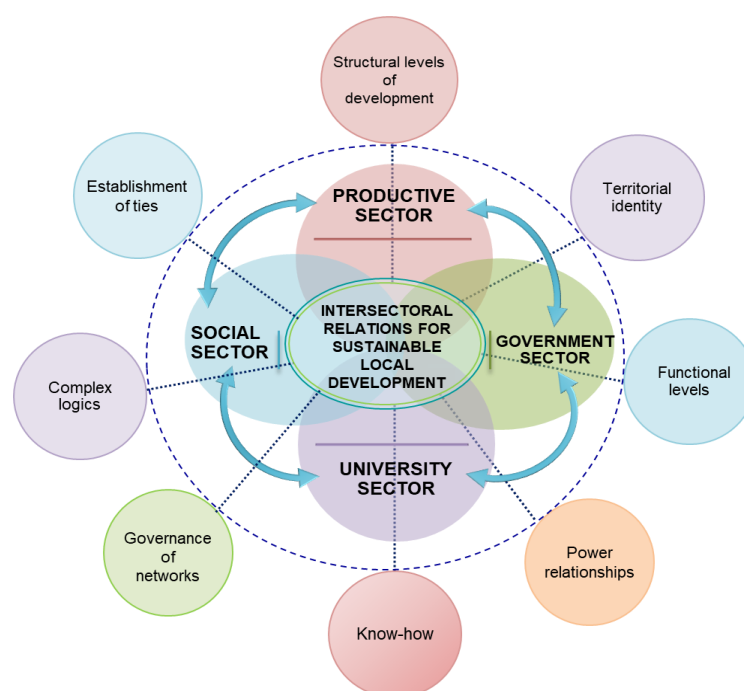 Structural levels
of
development
Establishment
of ties
Territorial
identity
PRODUCTIVE
SECTOR
SOCIAL
SECTOR
INTERSECTORAL
RELATIONS FOR
SUSTAINABLE
LOCAL
DEVELOPMENT
GOVERNMENT
SECTOR
Complex
logics
Functional
levels
UNIVERSITY
SECTOR
Governance
of
networks
Power
relationships
Know-how